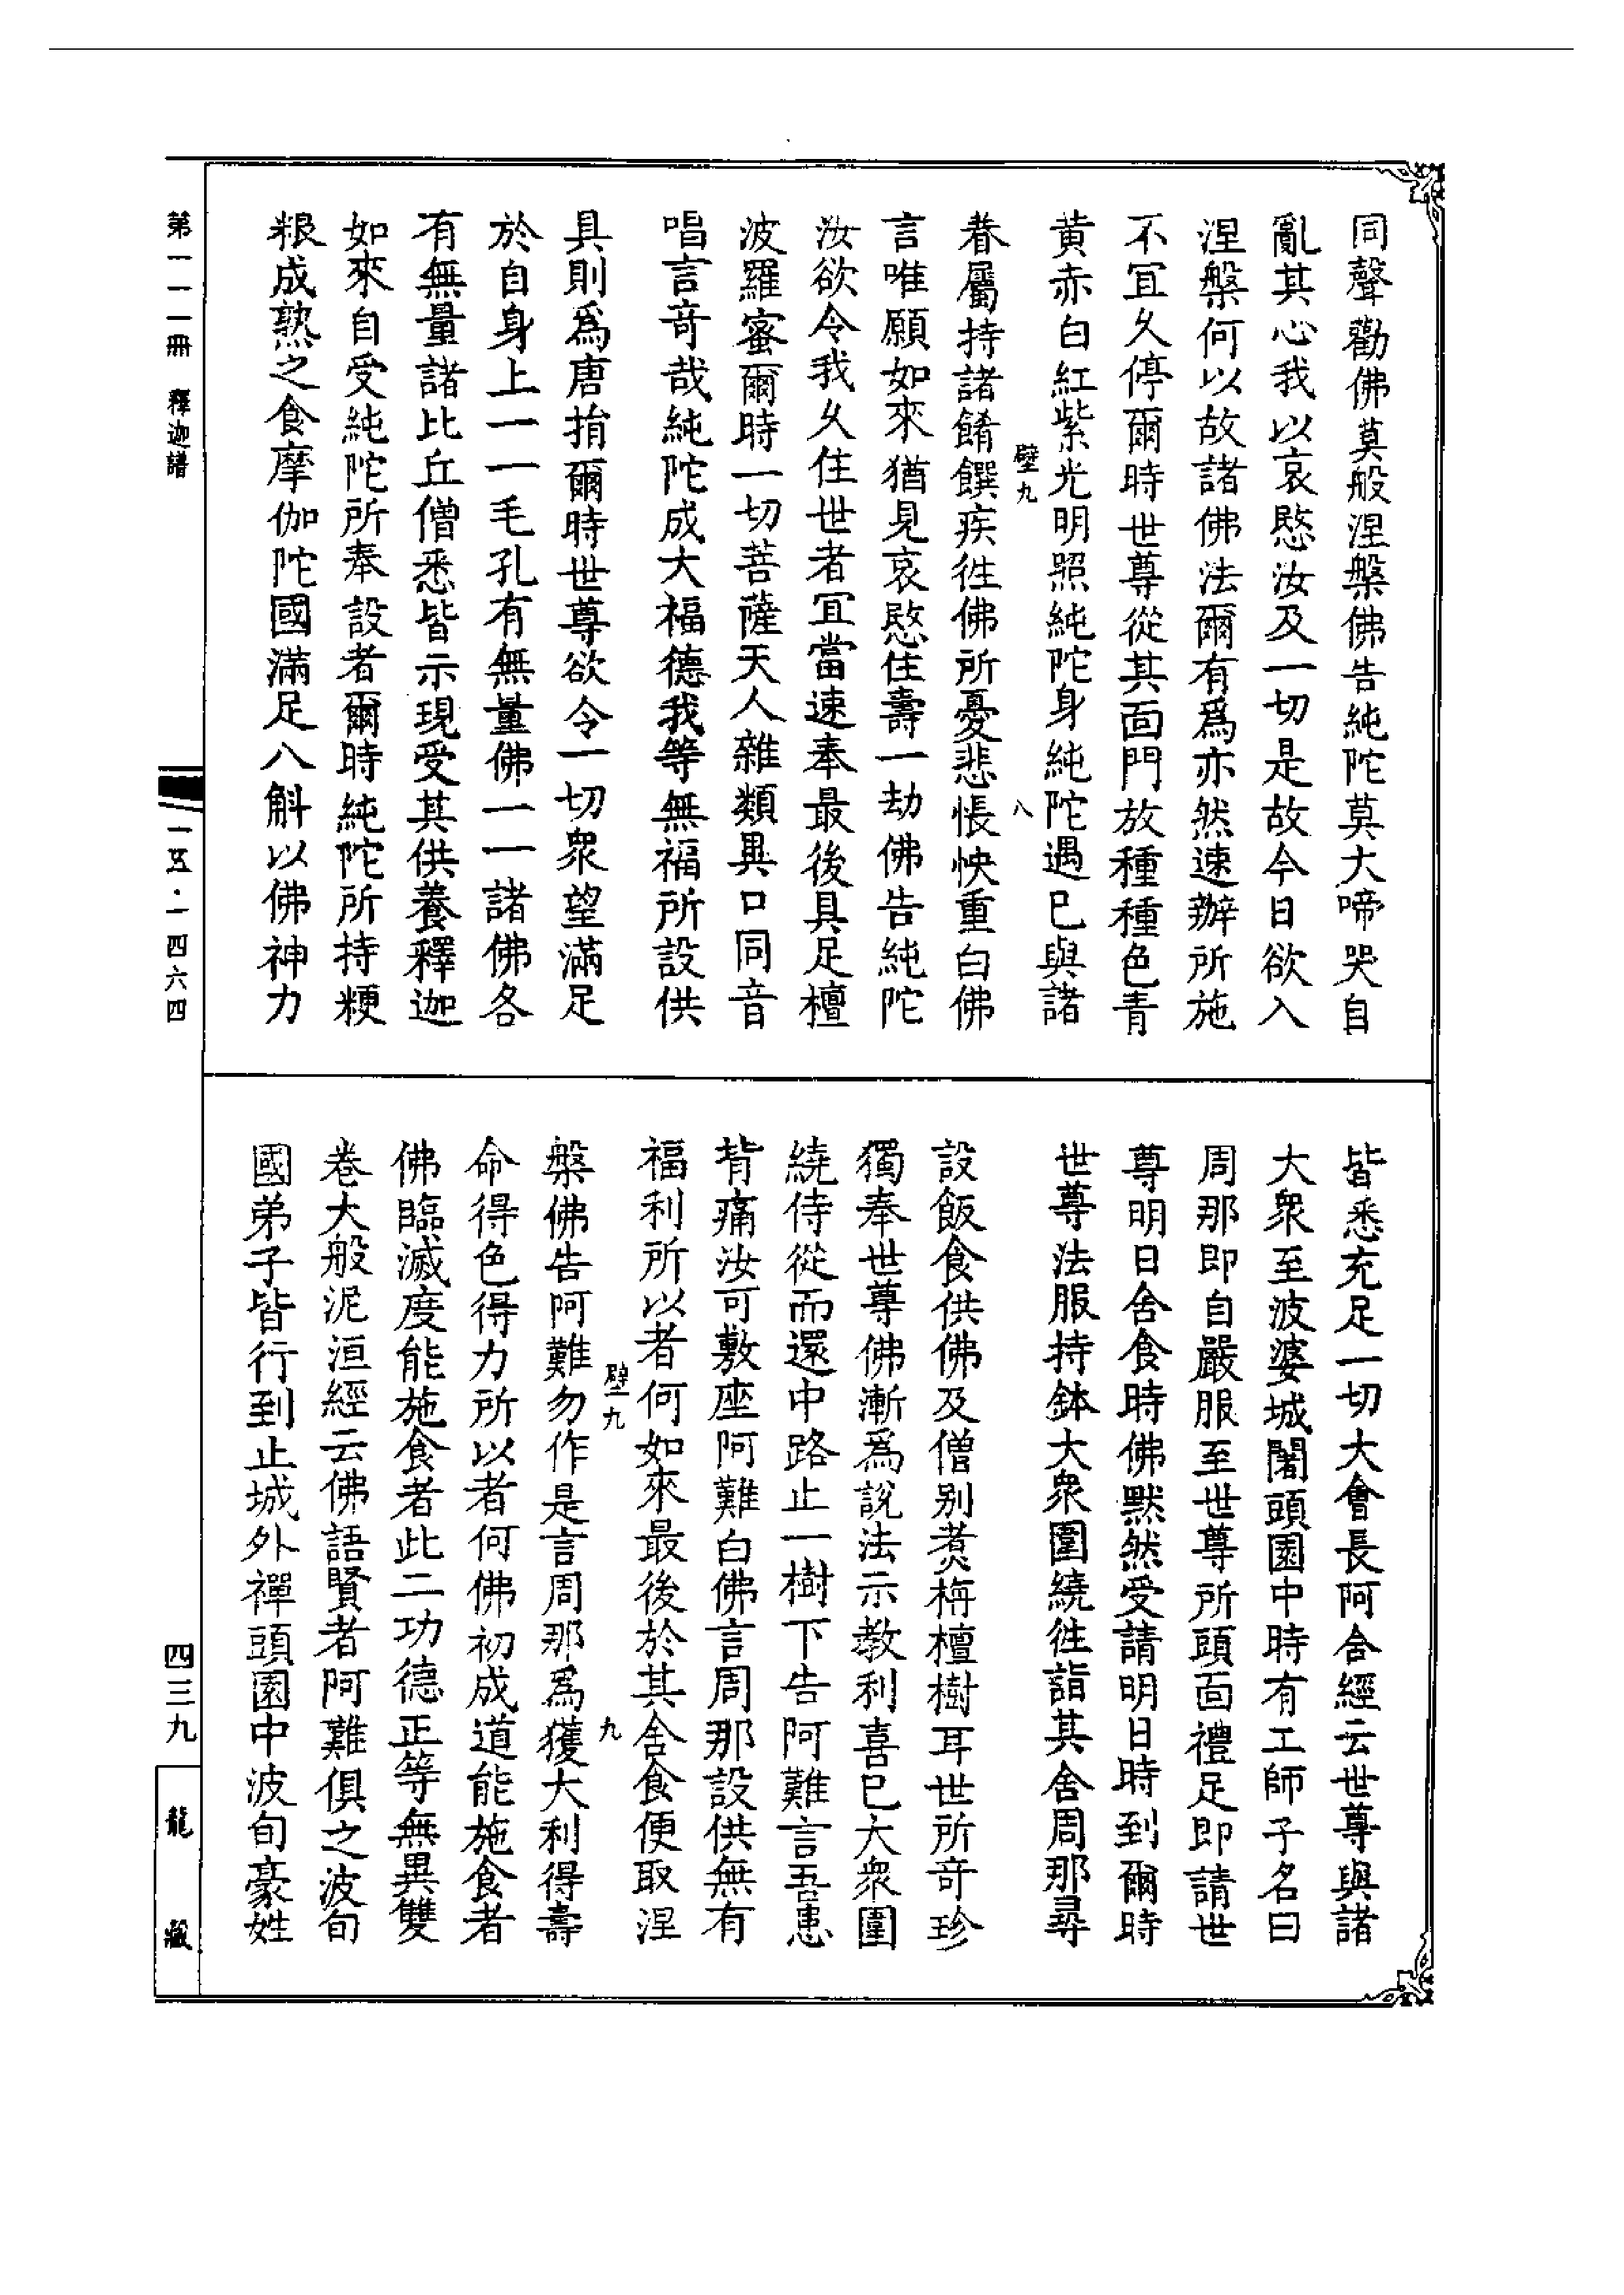 同聲勸佛莫般涅槃佛告純陀莫大啼哭自
亂其心我以哀愍汝及一切是故今日欲入
涅槃何以故諸佛法爾有爲亦然速辦所施
不宜久停爾時世尊從其面門放種種色青
黄赤白紅紫光明照純陀身純陀遇已與諸
壁九
八
眷屬持諸餚饌疾徃佛所憂悲悵怏重白佛
言唯願如來猶見哀愍住壽一劫佛告純陀
汝欲令我久住世者宜當速奉最後具足檀
波羅蜜爾時一切菩薩天人雜類異口同音
唱言奇哉純陀成大福德我等無福所設供
具則爲唐捐爾時世尊欲令一切衆望滿足
於自身上一一毛孔有無量佛一一諸佛各
有無量諸比丘僧悉皆示現受其供養釋迦
如來自受純陀所奉設者爾時純陀所持粳
粮成熟之食摩伽陀國滿足八斛以佛神力
皆悉充足一切大會長阿含經云世尊與諸
大衆至波婆城闍頭園中時有工師子名曰
周那即自嚴服至世尊所頭面禮足即請世
尊明日舍食時佛默然受請明日時到爾時
世尊法服持鉢大衆圍繞徃詣其舍周那尋
設飯食供佛及僧别煑栴檀樹耳世所奇珍
獨奉世尊佛漸爲說法示教利喜已大衆圍
繞侍從而還中路止一樹下告阿難言吾患
背痛汝可敷座阿難白佛言周那設供無有
福利所以者何如來最後於其舍食便取涅
壁九
九
槃佛告阿難勿作是言周那爲獲大利得壽
命得色得力所以者何佛初成道能施食者
佛臨滅度能施食者此二功德正等無異雙
卷大般泥洹經云佛語賢者阿難俱之波旬
國弟子皆行到止城外禪頭園中波旬豪姓
第一一一冊 釋迦譜
一五·一四六四
四三九
龍藏